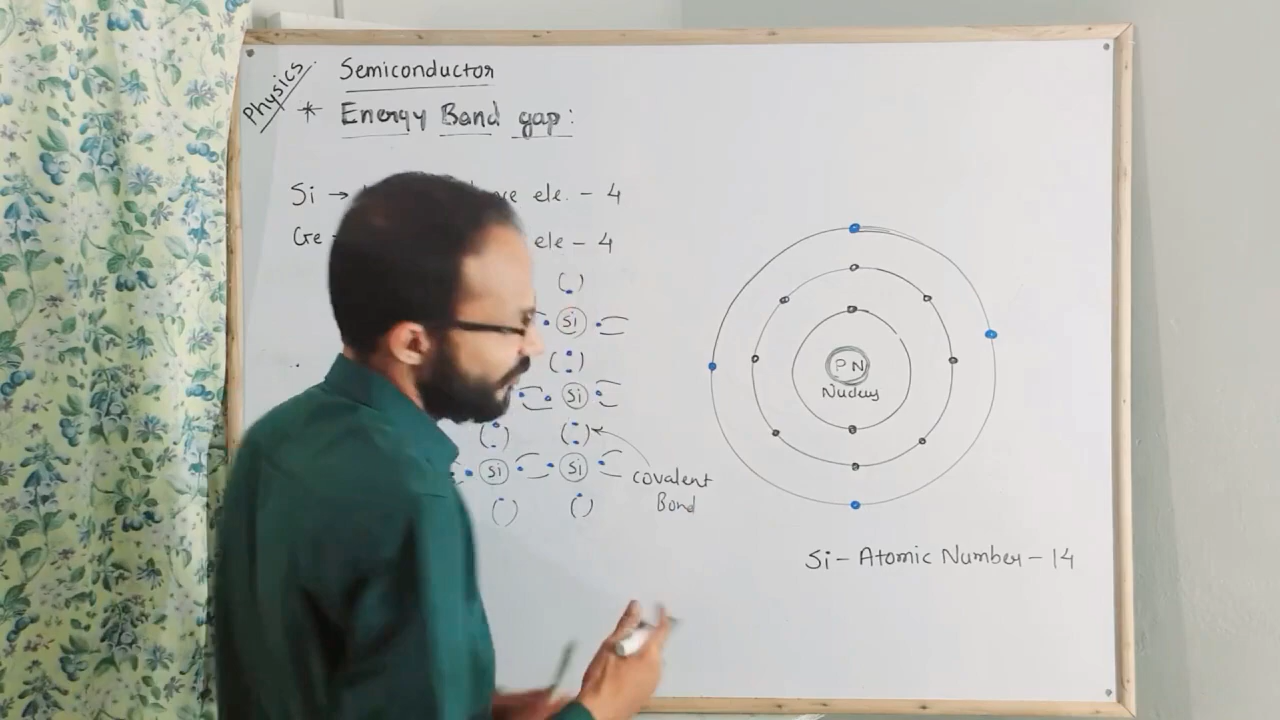 Physics
Semiconductor
* Energy Band gap:
Si → ele. - 4
Ge ele - 4
Si
Si
Si Si
covalent
Bond
PN
Nucleus
Si - Atomic Number - 14